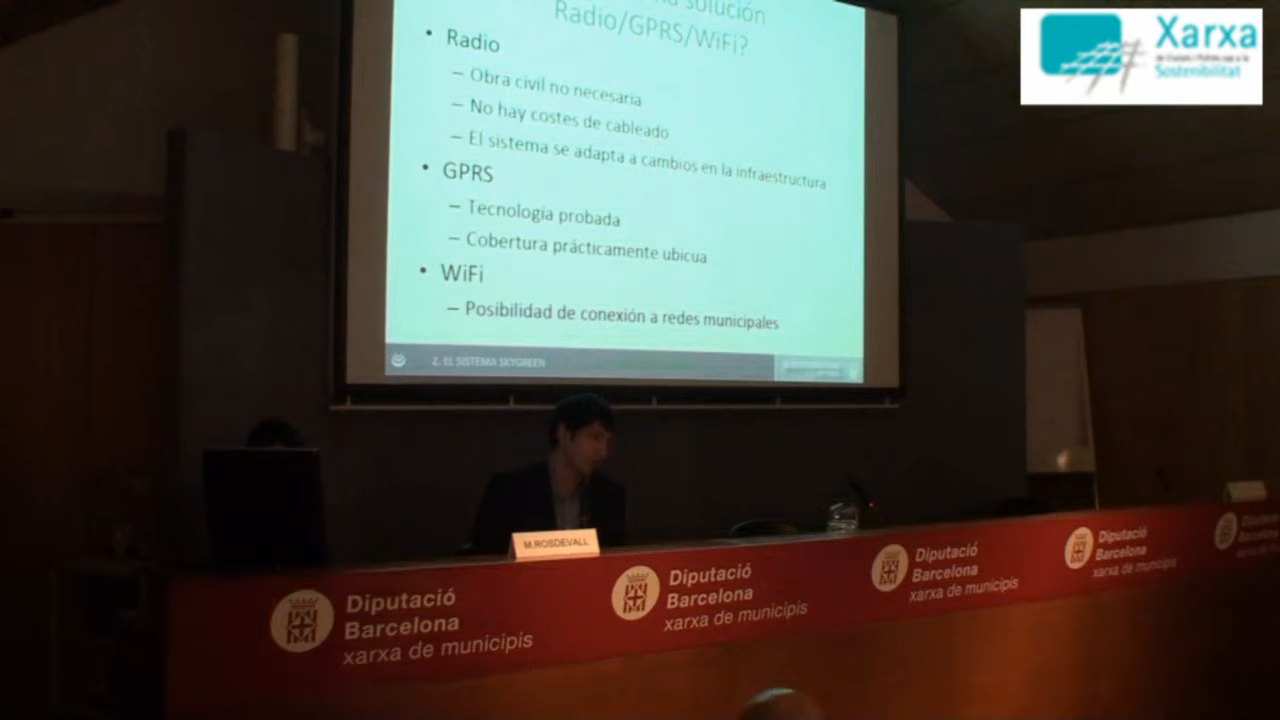 solución
Radio/GPRS/WiFi?
• Radio
– Obra civil no necesaria
– No hay costes de cableado
– El sistema se adapta a cambios en la infraestructura
• GPRS
– Tecnologia probada
– Cobertura prácticamente ubicua
• WiFi
– Posibilidad de conexión a redes municipales
2. EL SISTEMA SKYGREEN
Xarxa
Sostenibilitat
M.ROSDEVALL
Diputació
Barcelona
xarxa de municipis
Diputació
Barcelona
xarxa de municipis
Diputació
Barcelona
xarxa de municipis
Diputació
Barcelona
xarxa de municipis